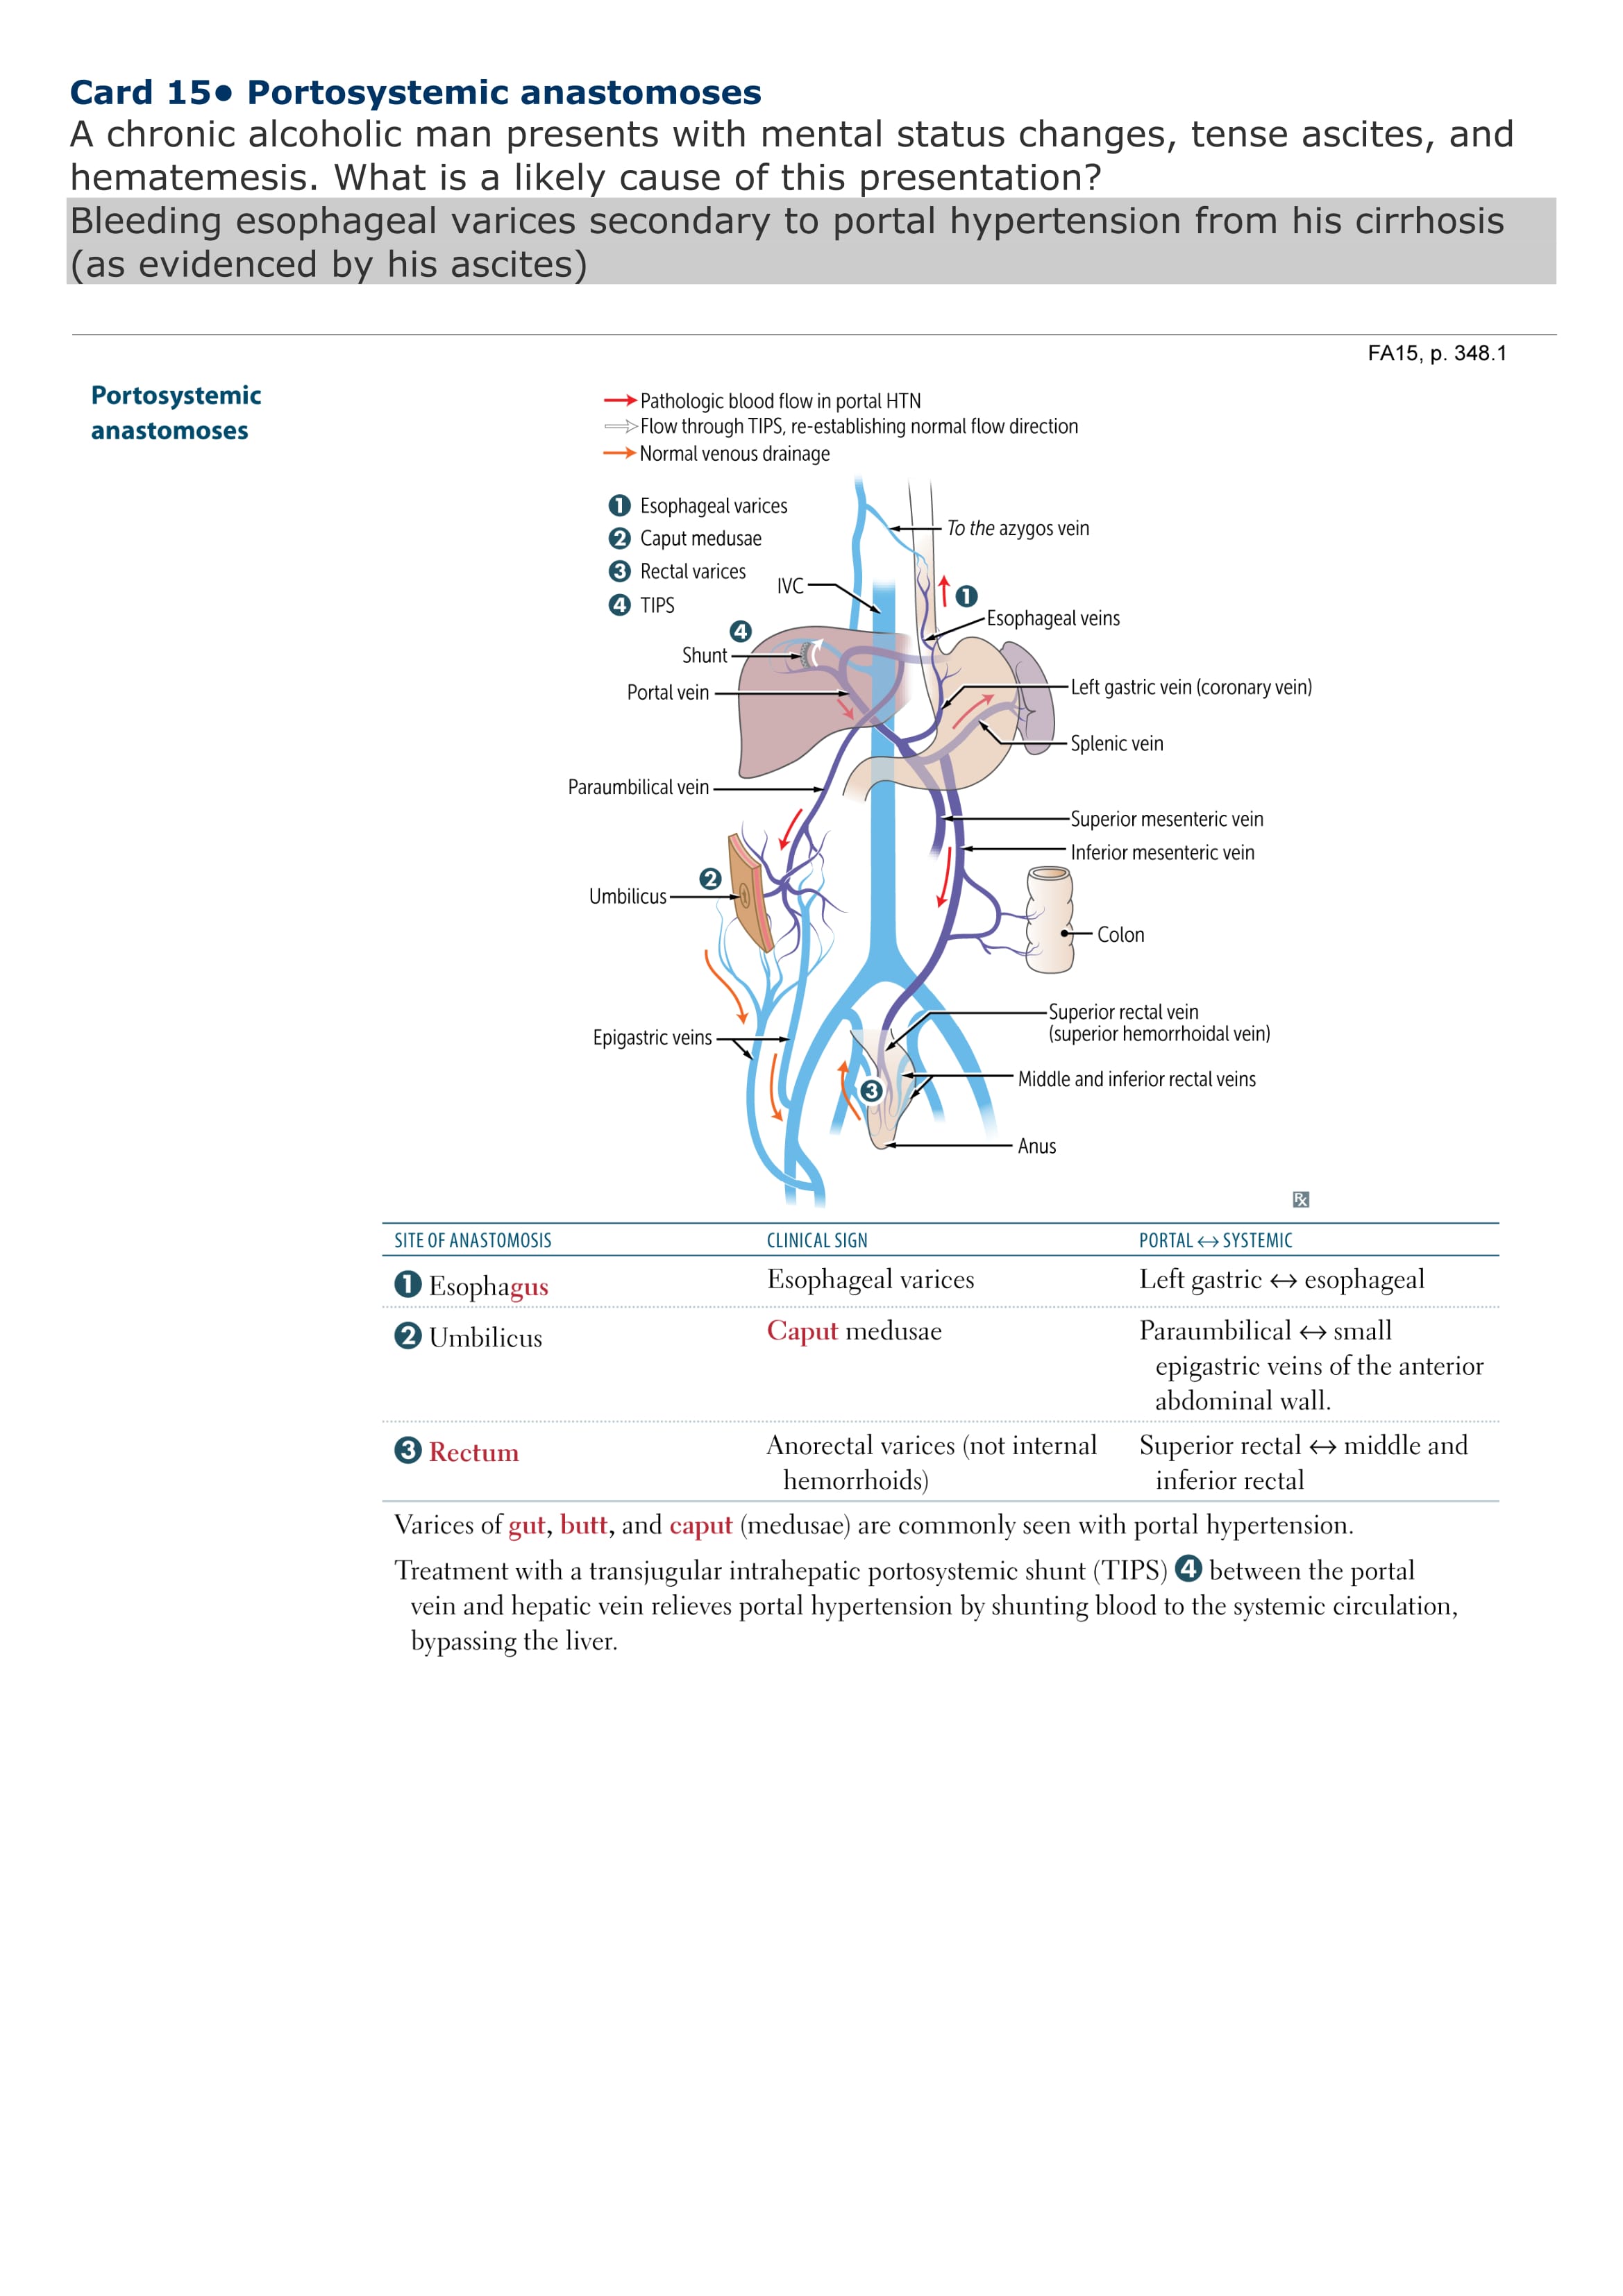 Card 15● Portosystemic anastomoses
A chronic alcoholic man presents with mental status changes, tense ascites, and
hematemesis. What is a likely cause of this presentation?
Bleeding esophageal varices secondary to portal hypertension from his cirrhosis
(as evidenced by his ascites)
FA15, p. 348.1
Portosystemic
anastomoses
Pathologic blood flow in portal HTN
Flow through TIPS, re-establishing normal flow direction
Normal venous drainage
1 Esophageal varices
2 Caput medusae
3 Rectal varices
4 TIPS
To the azygos vein
IVC
1
Esophageal veins
4
Shunt
Portal vein
Left gastric vein (coronary vein)
Splenic vein
Paraumbilical vein
Superior mesenteric vein
Inferior mesenteric vein
2
Umbilicus
Colon
Superior rectal vein
(superior hemorrhoidal vein)
Epigastric veins
Middle and inferior rectal veins
3
Anus
Rx
SITE OF ANASTOMOSIS CLINICAL SIGN PORTAL ↔ SYSTEMIC
1 Esophagus Esophageal varices Left gastric ↔ esophageal
2 Umbilicus Caput medusae Paraumbilical ↔ small
epigastric veins of the anterior
abdominal wall.
3 Rectum Anorectal varices (not internal Superior rectal ↔ middle and
hemorrhoids) inferior rectal
Varices of gut, butt, and caput (medusae) are commonly seen with portal hypertension.
Treatment with a transjugular intrahepatic portosystemic shunt (TIPS) 4 between the portal
vein and hepatic vein relieves portal hypertension by shunting blood to the systemic circulation,
bypassing the liver.